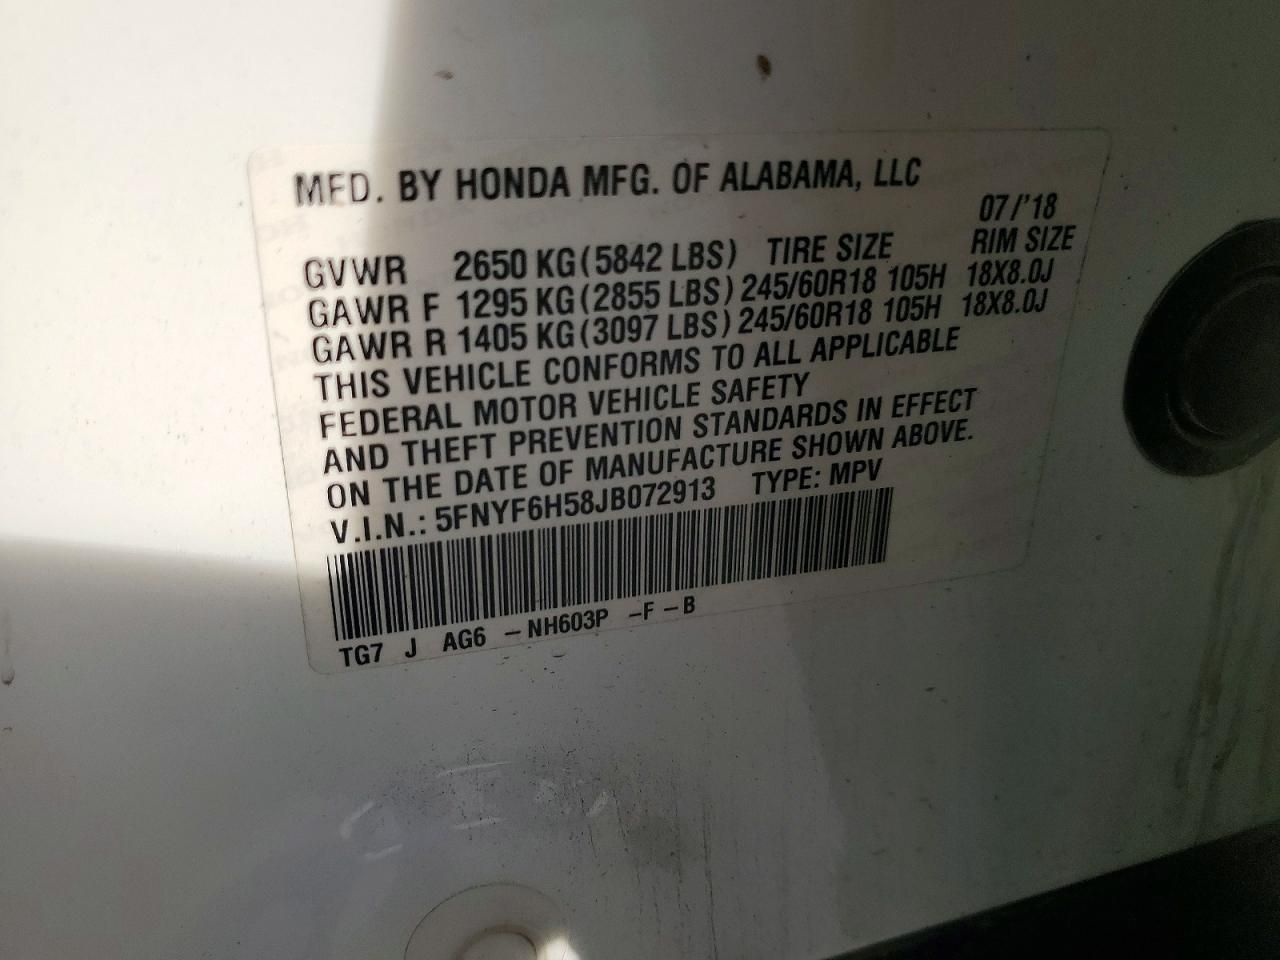 MFD. BY HONDA MFG. OF ALABAMA, LLC
07/'18
GVWR 2650 KG (5842 LBS) TIRE SIZE RIM SIZE
GAWR F 1295 KG (2855 LBS) 245/60R18 105H 18X8.0J
GAWR R 1405 KG (3097 LBS) 245/60R18 105H 18X8.0J
THIS VEHICLE CONFORMS TO ALL APPLICABLE
FEDERAL MOTOR VEHICLE SAFETY
AND THEFT PREVENTION STANDARDS IN EFFECT
ON THE DATE OF MANUFACTURE SHOWN ABOVE.
V.I.N.: 5FNYF6H58JB072913 TYPE: MPV
TG7 J AG6 -NH603P -F-B